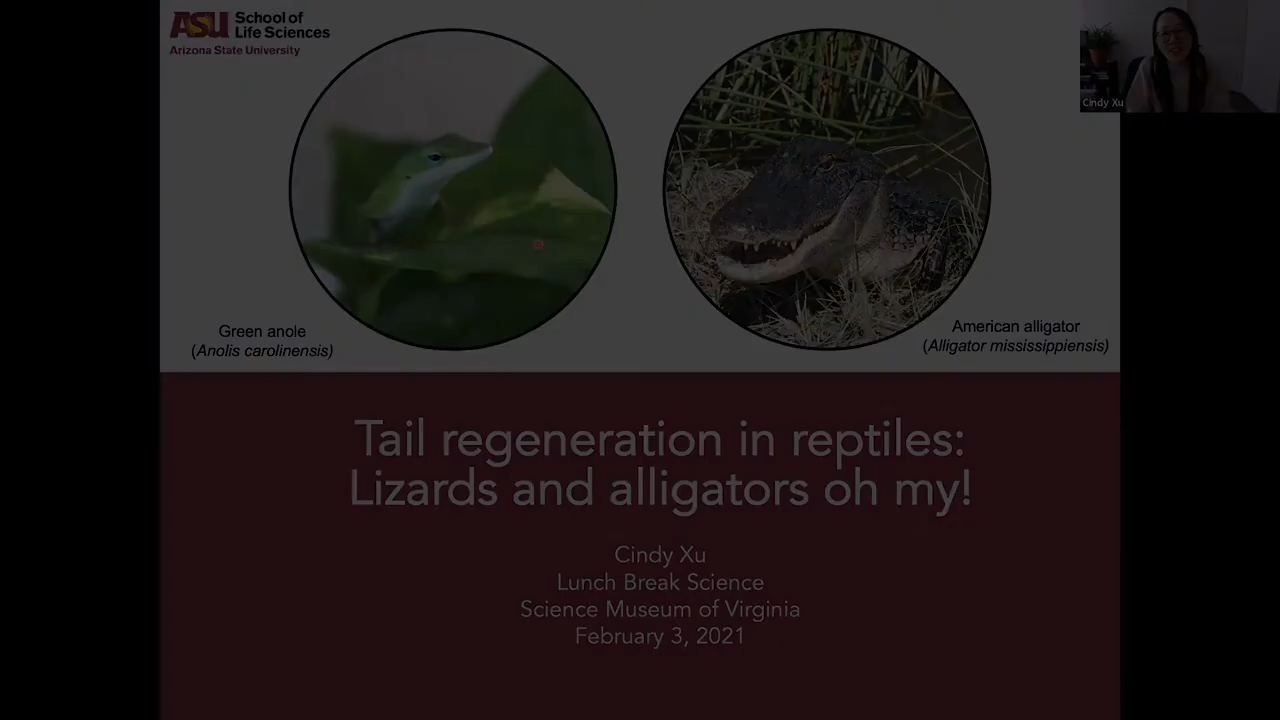 ASU School of
Life Sciences
Arizona State University
Cindy Xu
Green anole
(Anolis carolinensis)
American alligator
(Alligator mississippiensis)
Tail regeneration in reptiles:
Lizards and alligators oh my!
Cindy Xu
Lunch Break Science
Science Museum of Virginia
February 3, 2021